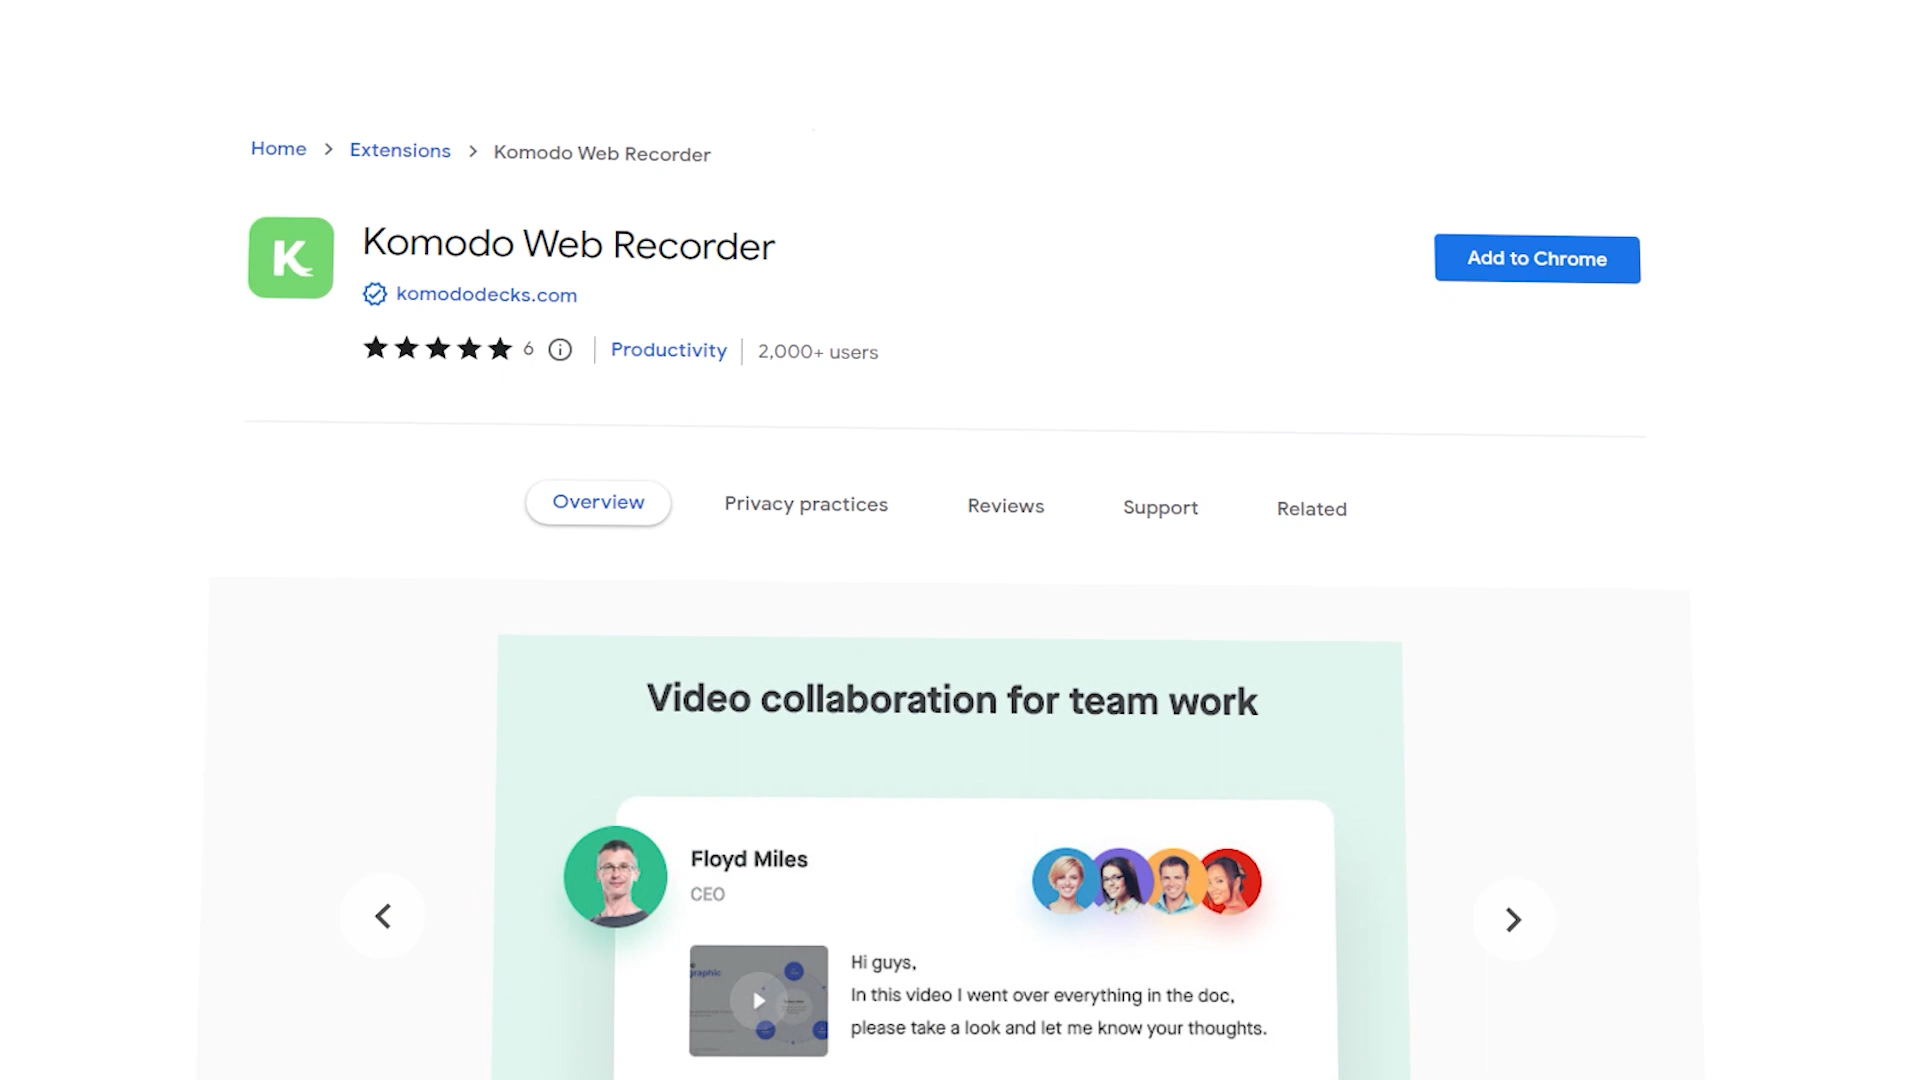 Home > Extensions > Komodo Web Recorder
K
Komodo Web Recorder
Add to Chrome
komododecks.com
6
Productivity
2,000+ users
Overview
Privacy practices
Reviews
Support
Related
Video collaboration for team work
Floyd Miles
CEO
graphic
Hi guys,
In this video I went over everything in the doc,
please take a look and let me know your thoughts.